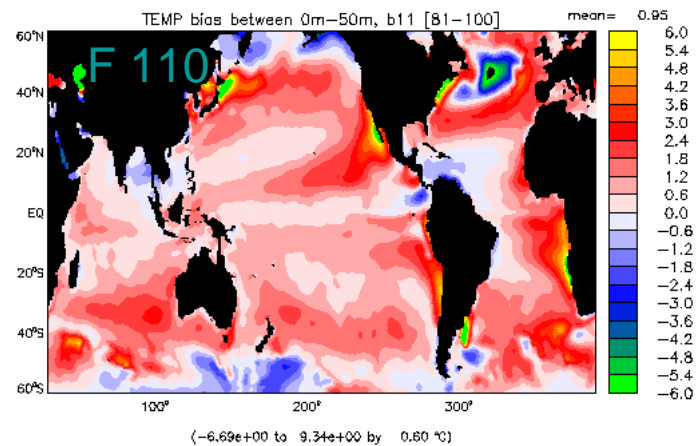 TEMP bias between 0m−50m, b11 [81−100]
mean= 0.95
F 110
60°N
40°N
20°N
EQ
20°S
40°S
60°S
100° 200° 300°
6.0
5.4
4.8
4.2
3.6
3.0
2.4
1.8
1.2
0.6
0.0
−0.6
−1.2
−1.8
−2.4
−3.0
−3.6
−4.2
−4.8
−5.4
−6.0
(−6.69e+00 to 9.34e+00 by 0.60 °C)